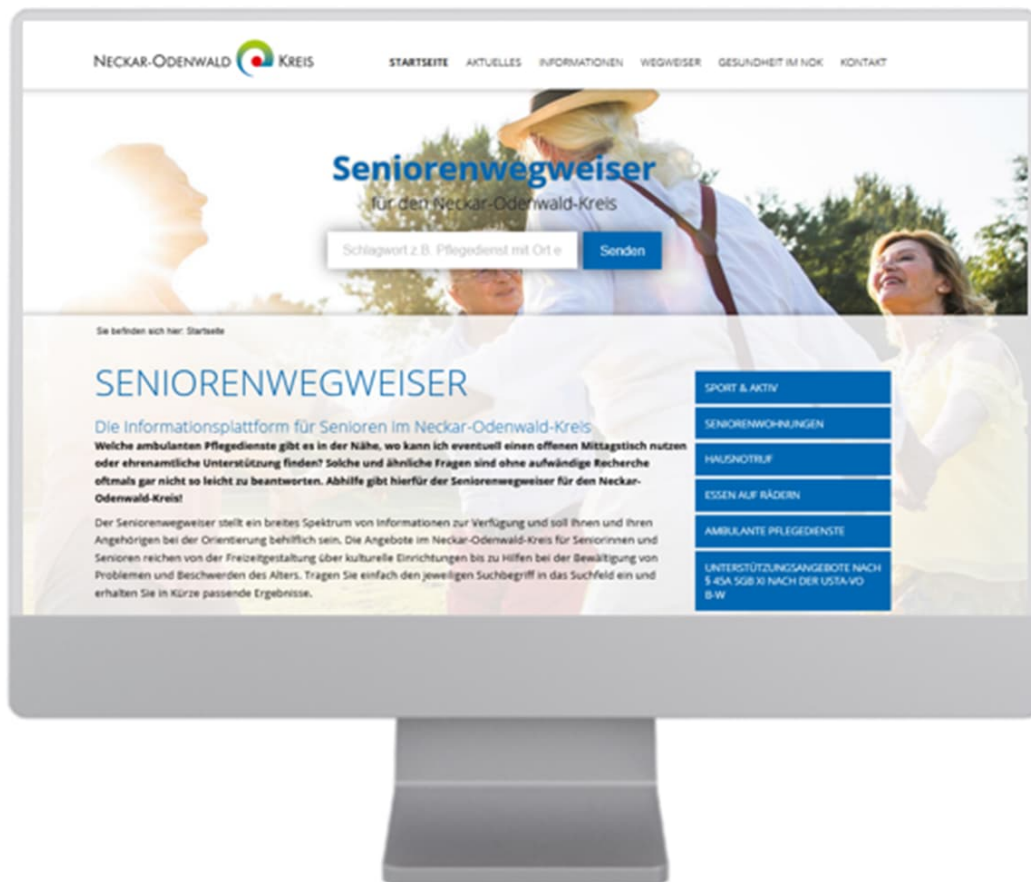 NECKAR-ODENWALD KREIS
STARTSEITE AKTUELLES INFORMATIONEN WEGWEISER GESUNDHEIT IM NOK KONTAKT
Seniorenwegweiser
für den Neckar-Odenwald-Kreis
Schlagwort z.B. Pflegedienst mit Ort e
Senden
Sie befinden sich hier: Startseite
SENIORENWEGWEISER
Die Informationsplattform für Senioren im Neckar-Odenwald-Kreis
Welche ambulanten Pflegedienste gibt es in der Nähe, wo kann ich eventuell einen offenen Mittagstisch nutzen
oder ehrenamtliche Unterstützung finden? Solche und ähnliche Fragen sind ohne aufwändige Recherche
oftmals gar nicht so leicht zu beantworten. Abhilfe gibt hierfür der Seniorenwegweiser für den Neckar-
Odenwald-Kreis!
Der Seniorenwegweiser stellt ein breites Spektrum von Informationen zur Verfügung und soll Ihnen und Ihren
Angehörigen bei der Orientierung behilflich sein. Die Angebote im Neckar-Odenwald-Kreis für Seniorinnen und
Senioren reichen von der Freizeitgestaltung über kulturelle Einrichtungen bis zu Hilfen bei der Bewältigung von
Problemen und Beschwerden des Alters. Tragen Sie einfach den jeweiligen Suchbegriff in das Suchfeld ein und
erhalten Sie in Kürze passende Ergebnisse.
SPORT & AKTIV
SENIORENWOHNUNGEN
HAUSNOTRUF
ESSEN AUF RÄDERN
AMBULANTE PFLEGEDIENSTE
UNTERSTÜTZUNGSANGEBOTE NACH
§ 45A SGB XI NACH DER USTA-VO
B-W